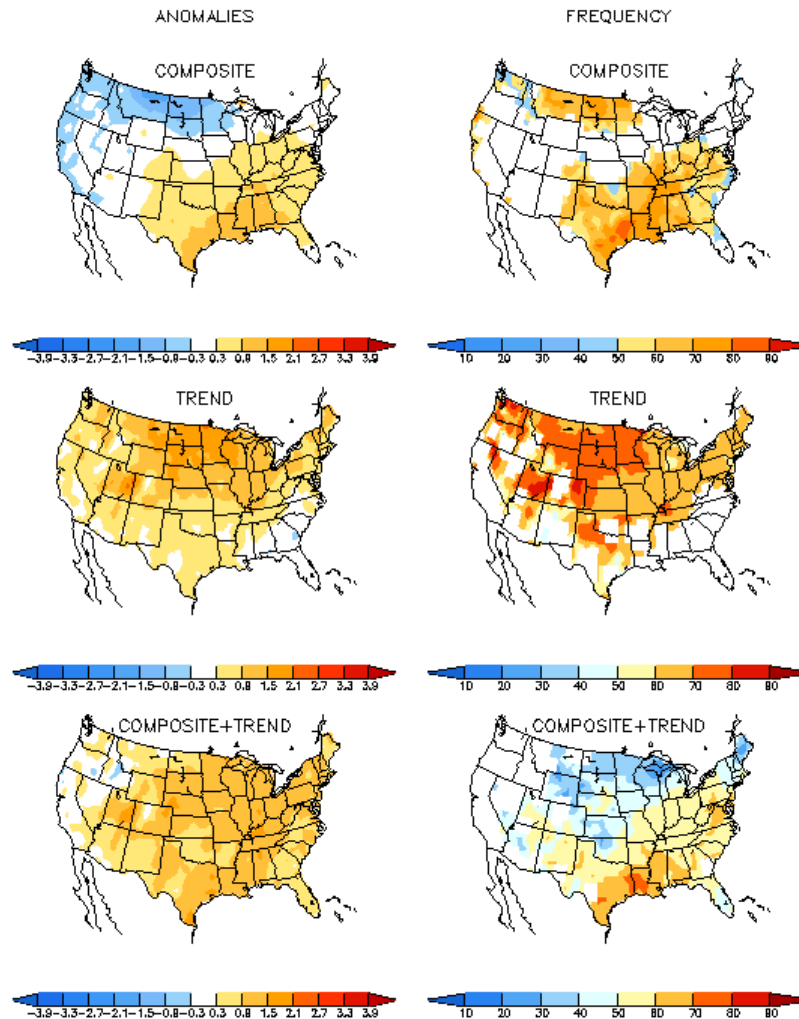 ANOMALIES FREQUENCY
COMPOSITE COMPOSITE
-3.9 -3.3 -2.7 -2.1 -1.5 -0.9 -0.3 0.3 0.9 1.5 2.1 2.7 3.3 3.9
10 20 30 40 50 60 70 80 90
TREND TREND
-3.9 -3.3 -2.7 -2.1 -1.5 -0.9 -0.3 0.3 0.9 1.5 2.1 2.7 3.3 3.9
10 20 30 40 50 60 70 80 90
COMPOSITE+TREND COMPOSITE+TREND
-3.9 -3.3 -2.7 -2.1 -1.5 -0.9 -0.3 0.3 0.9 1.5 2.1 2.7 3.3 3.9
10 20 30 40 50 60 70 80 90